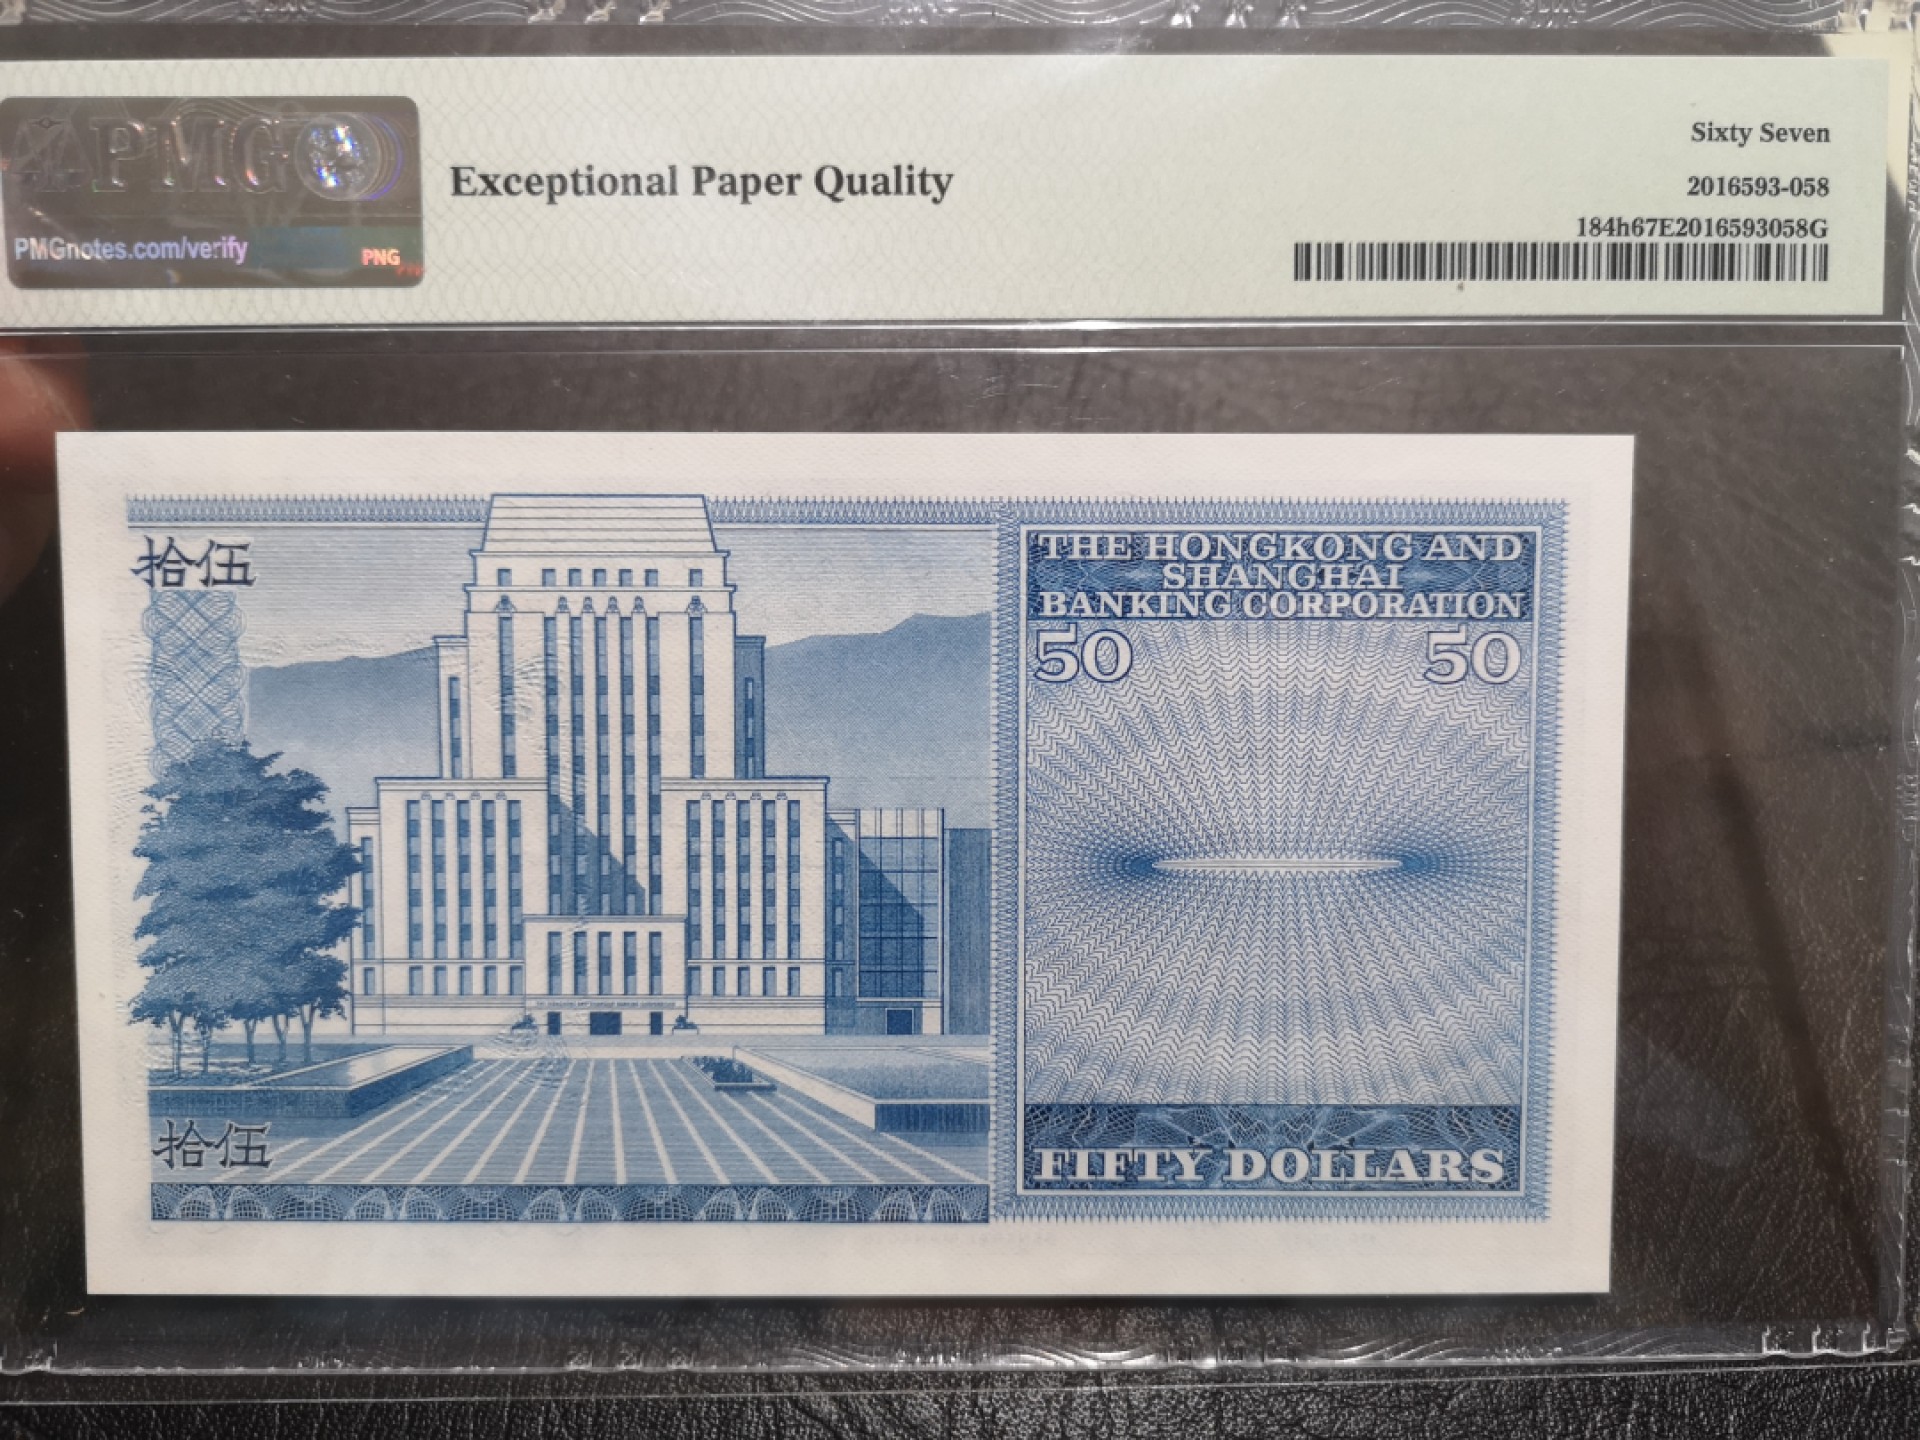 PMG
PMGnotes.com/verify
PNG
Exceptional Paper Quality
Sixty Seven
2016593-058
184h67E2016593058G
拾伍
THE HONGKONG AND
SHANGHAI
BANKING CORPORATION
50 50
拾伍
FIFTY DOLLARS